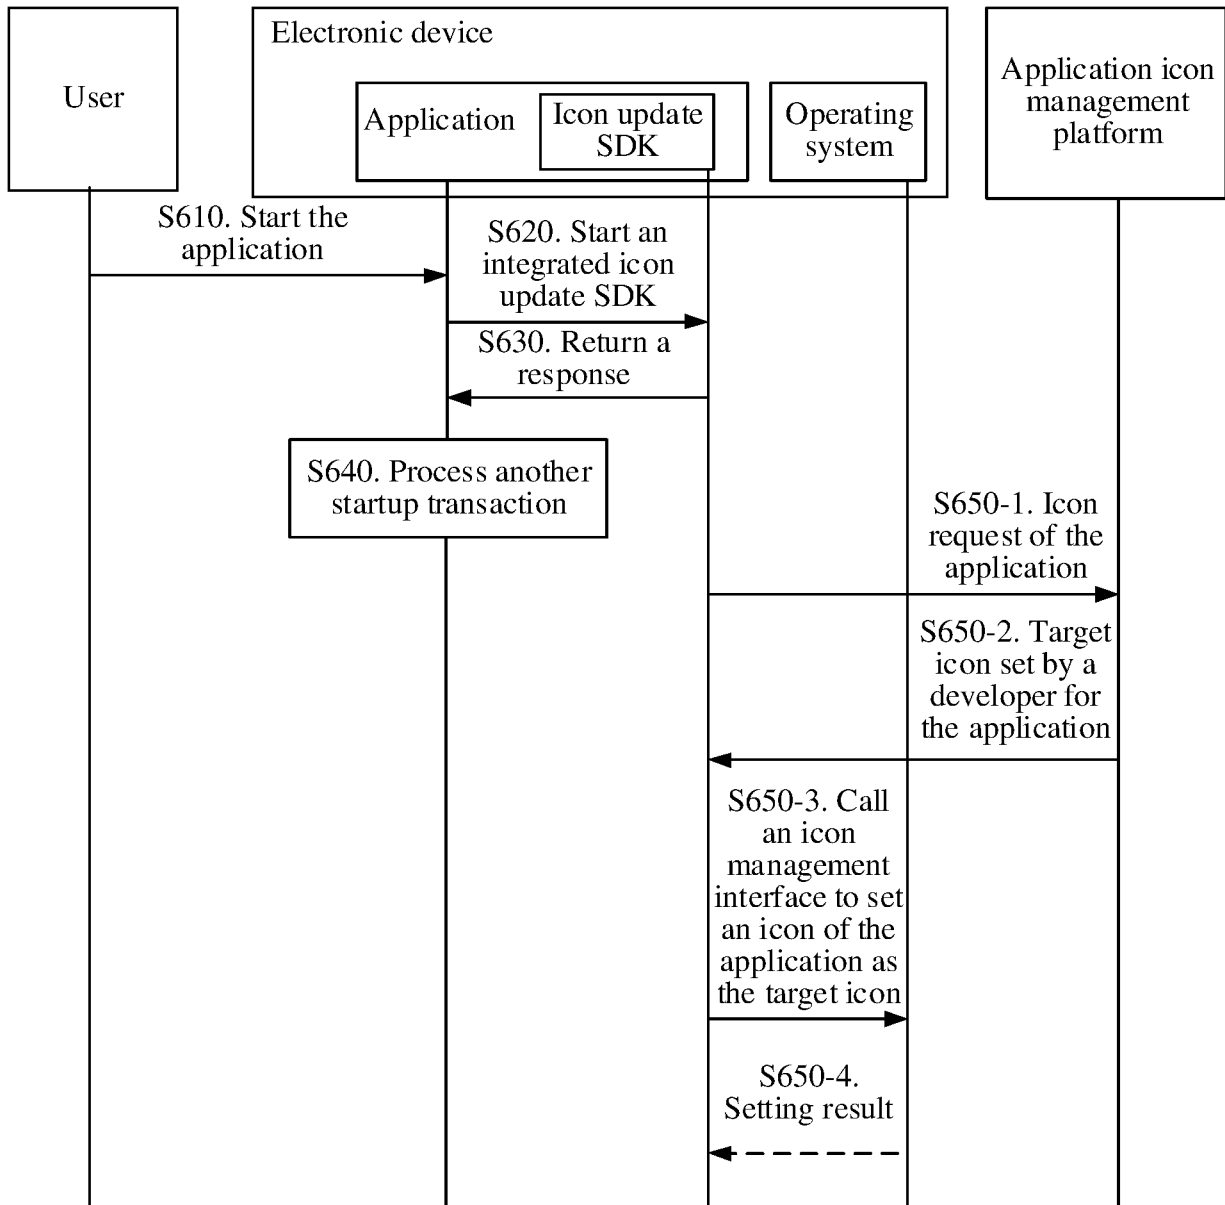 User
Electronic device
Application
Icon update
SDK
Operating
system
Application icon
management
platform
S610. Start the
application
S620. Start an
integrated icon
update SDK
S630. Return a
response
S640. Process another
startup transaction
S650-1. Icon
request of the
application
S650-2. Target
icon set by a
developer for
the application
S650-3. Call
an icon
management
interface to set
an icon of the
application as
the target icon
S650-4.
Setting result